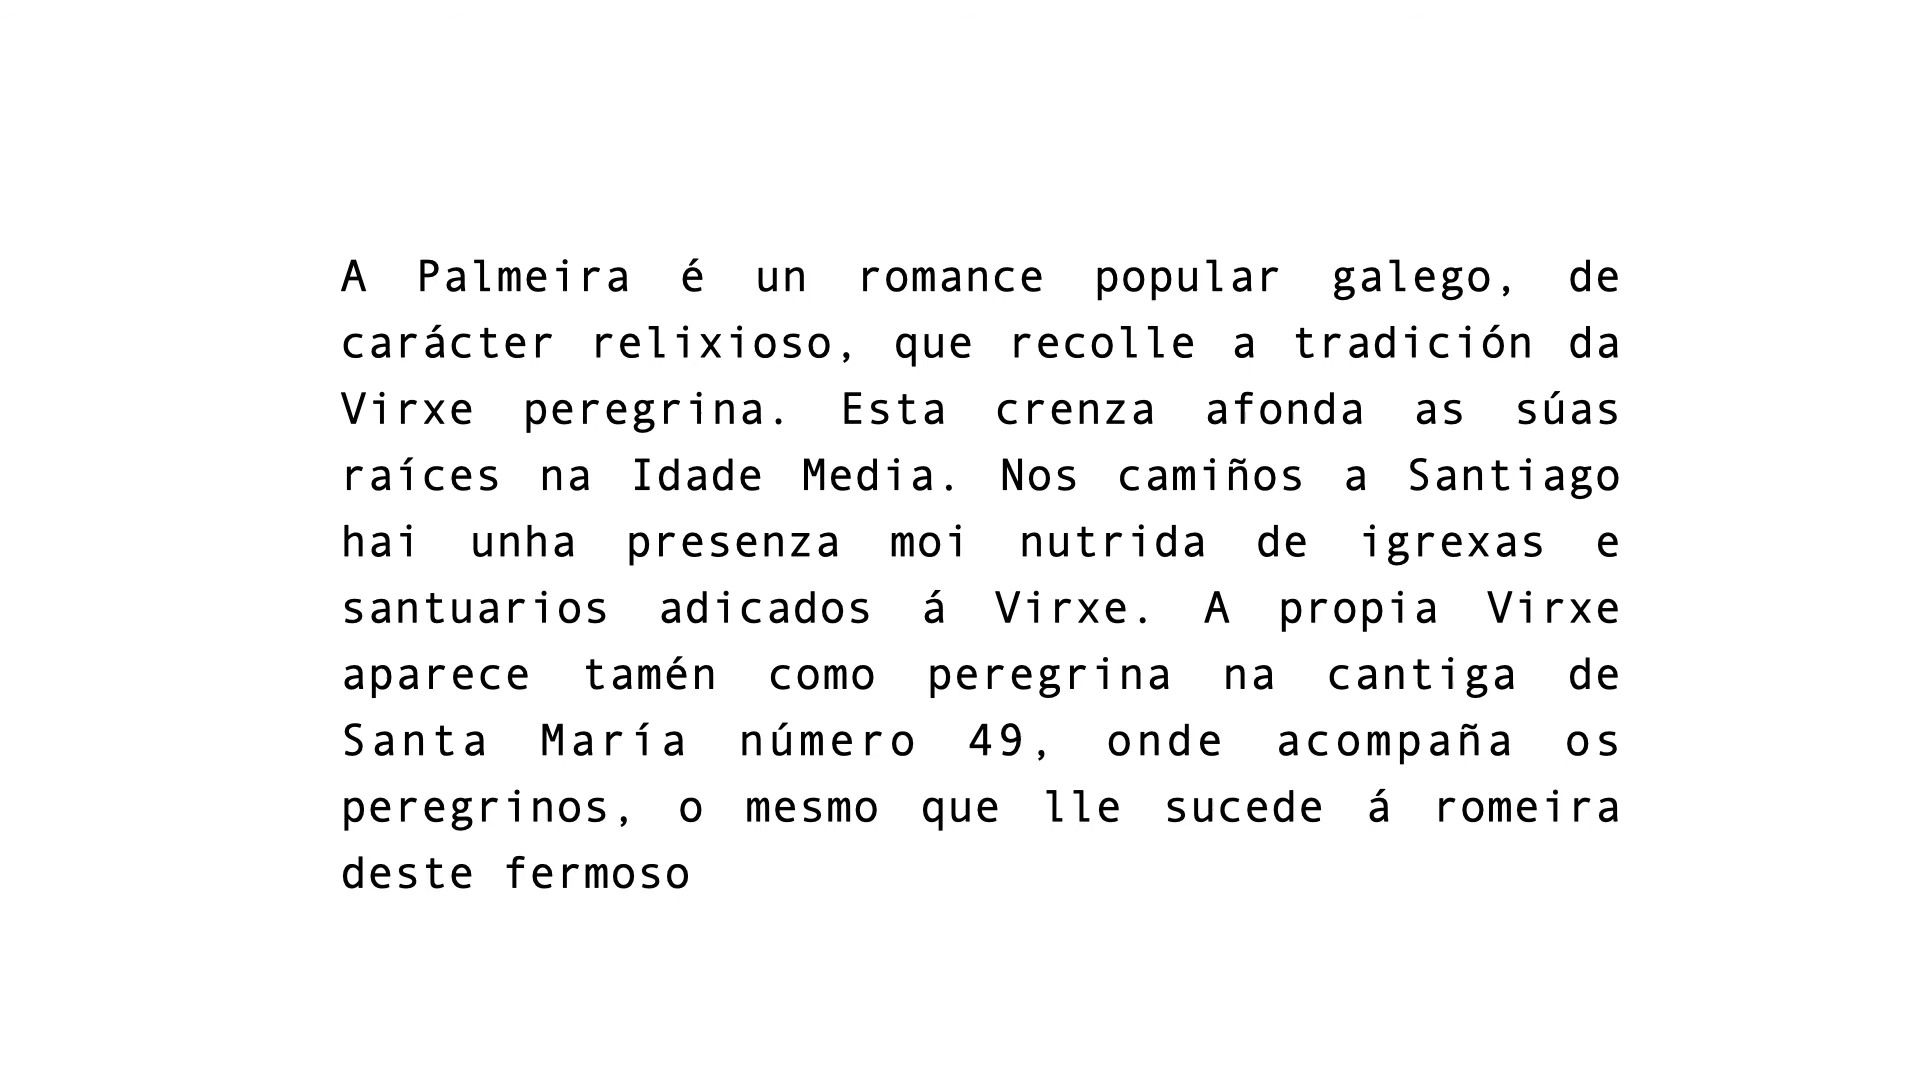 A Palmeira é un romance popular galego, de
carácter relixioso, que recolle a tradición da
Virxe peregrina. Esta crenza afonda as súas
raíces na Idade Media. Nos camiños a Santiago
hai unha presenza moi nutrida de igrexas e
santuarios adicados á Virxe. A propia Virxe
aparece tamén como peregrina na cantiga de
Santa María número 49, onde acompaña os
peregrinos, o mesmo que lle sucede á romeira
deste fermoso